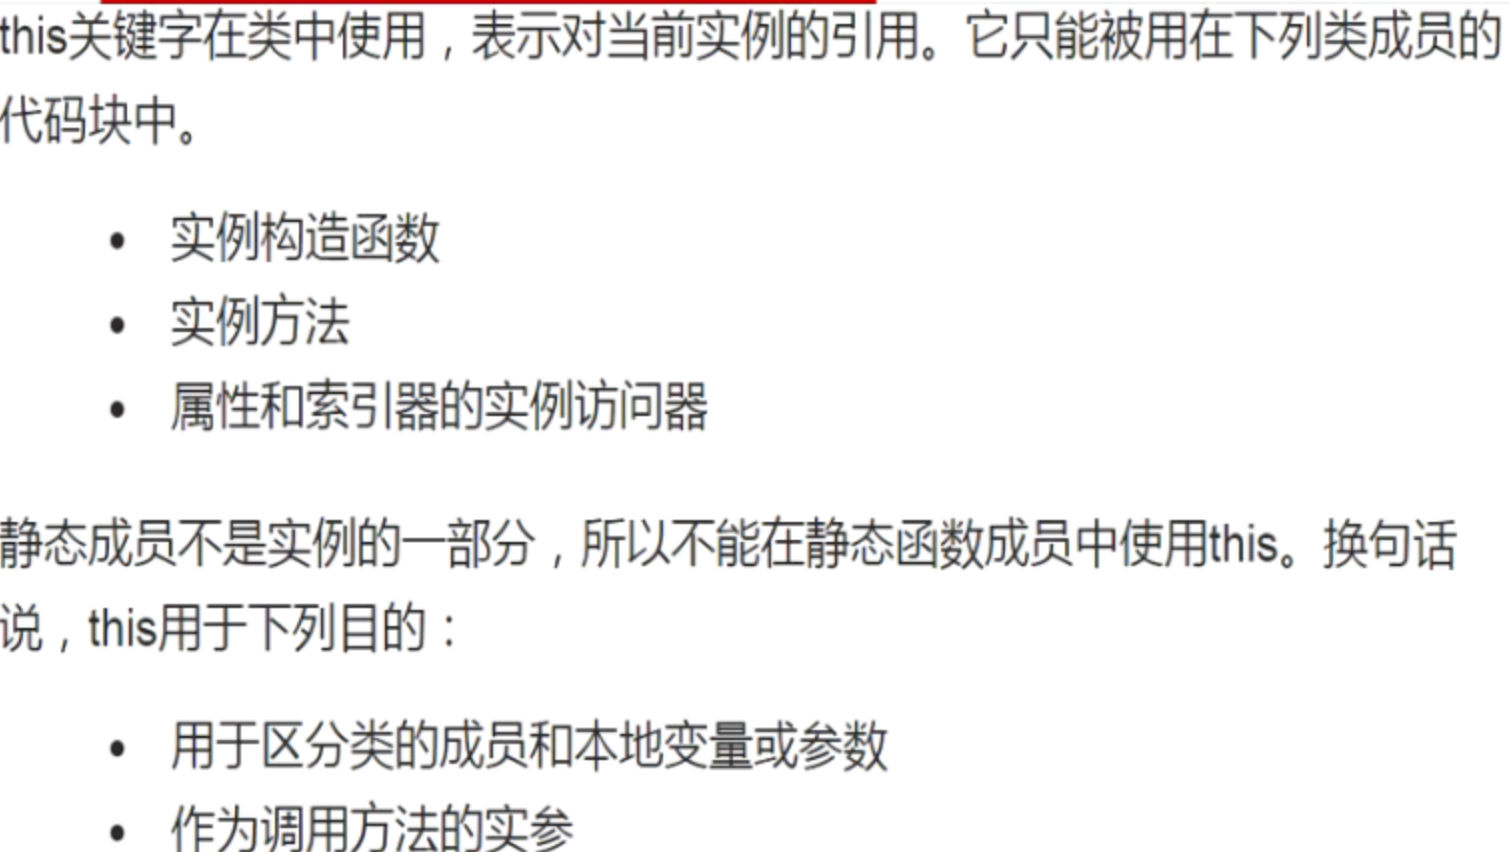 this关键字在类中使用，表示对当前实例的引用。它只能被用在下列类成员的
代码块中。
• 实例构造函数
• 实例方法
• 属性和索引器的实例访问器
静态成员不是实例的一部分，所以不能在静态函数成员中使用this。换句话
说，this用于下列目的：
• 用于区分类的成员和本地变量或参数
• 作为调用方法的实参